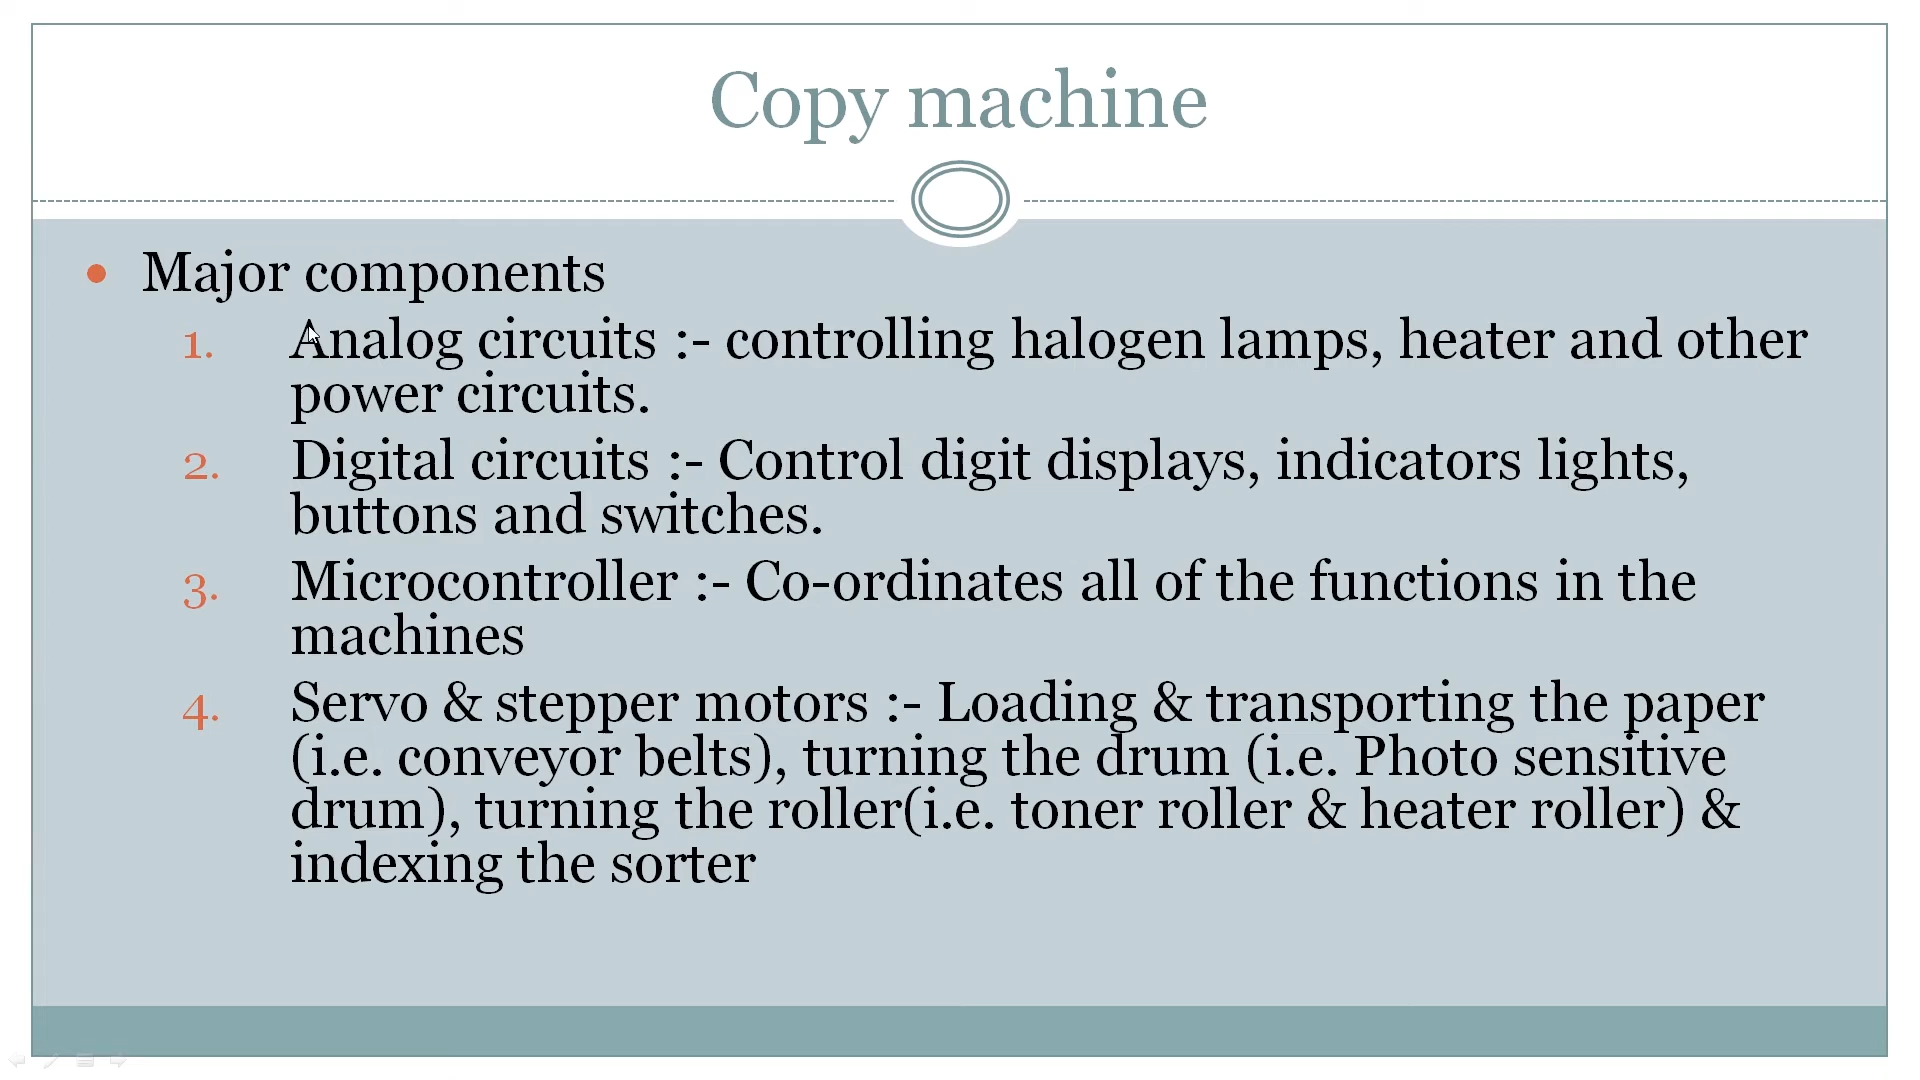 Copy machine
• Major components
1. Analog circuits :- controlling halogen lamps, heater and other
power circuits.
2. Digital circuits :- Control digit displays, indicators lights,
buttons and switches.
3. Microcontroller :- Co-ordinates all of the functions in the
machines
4. Servo & stepper motors :- Loading & transporting the paper
(i.e. conveyor belts), turning the drum (i.e. Photo sensitive
drum), turning the roller(i.e. toner roller & heater roller) &
indexing the sorter